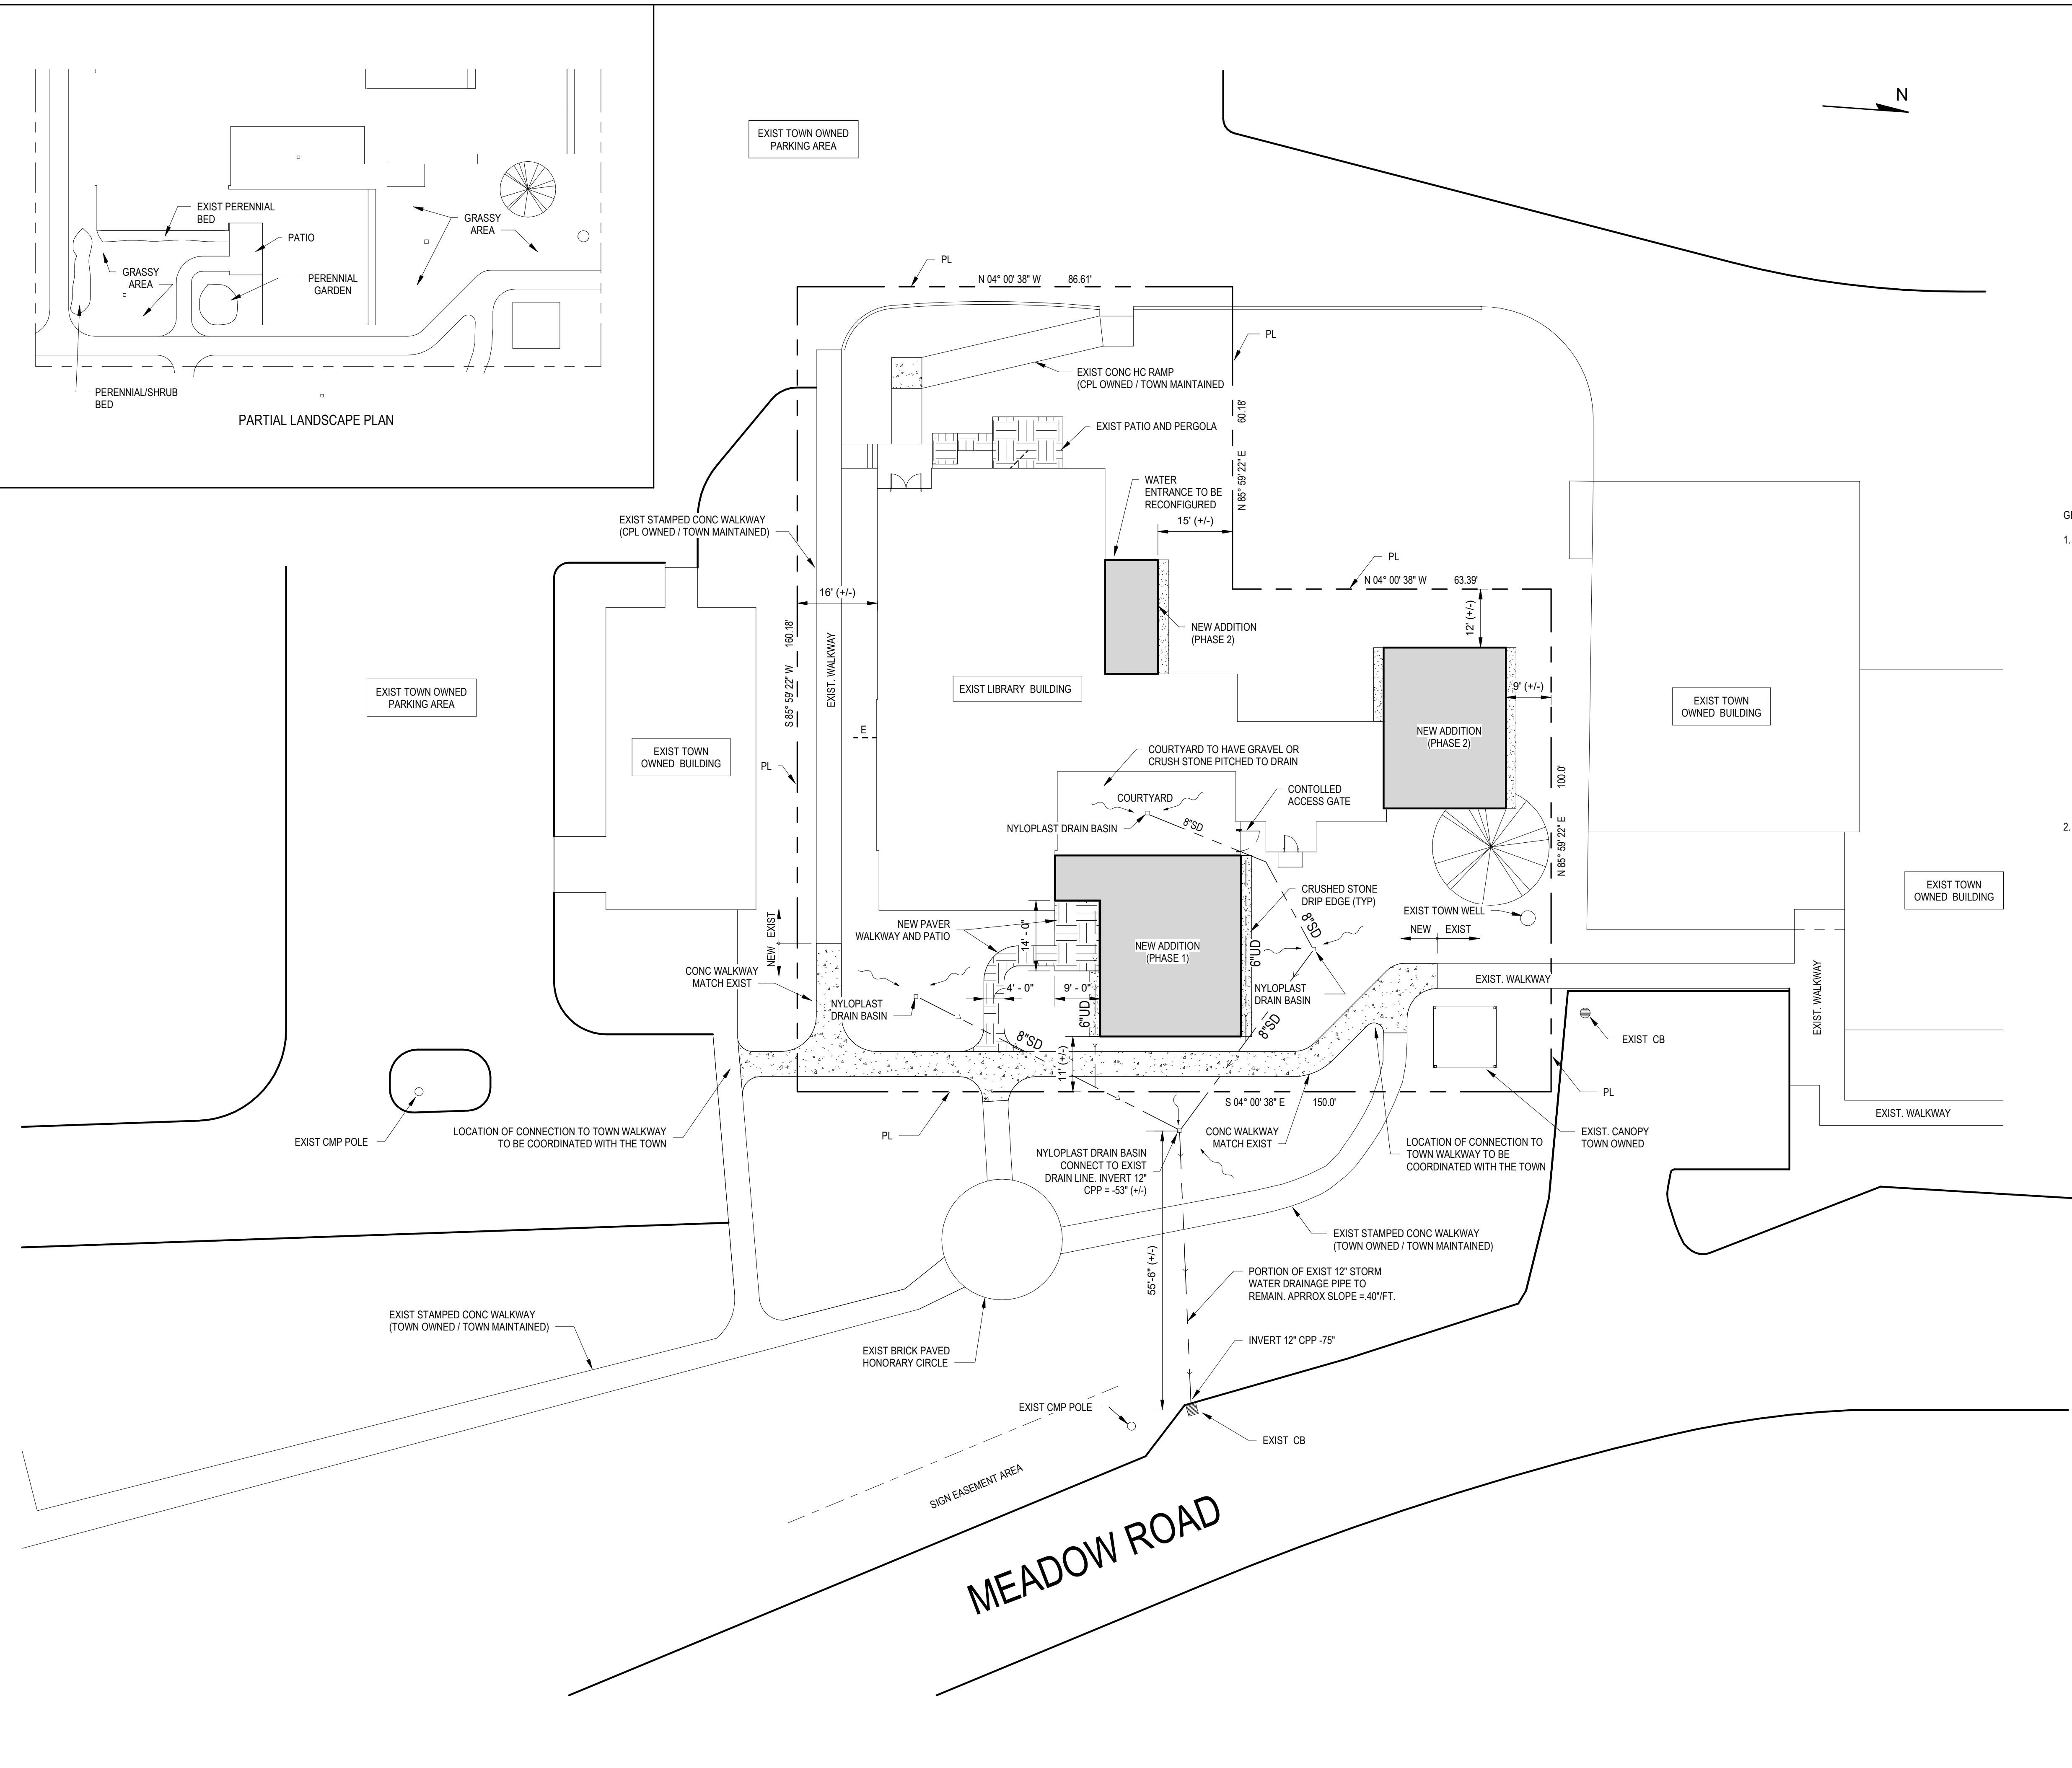 EXIST PERENNIAL
BED
PATIO
GRASSY
AREA
GRASSY
AREA
PERENNIAL
GARDEN
PERENNIAL/SHRUB
BED
PARTIAL LANDSCAPE PLAN
EXIST TOWN OWNED
PARKING AREA
N
PL
N 04° 00' 38" W 86.61'
PL
EXIST CONC HC RAMP
(CPL OWNED / TOWN MAINTAINED
60.18'
N 85° 59' 22" E
EXIST PATIO AND PERGOLA
WATER
ENTRANCE TO BE
RECONFIGURED
15' (+/-)
EXIST STAMPED CONC WALKWAY
(CPL OWNED / TOWN MAINTAINED)
1.
PL
N 04° 00' 38" W 63.39'
16' (+/-)
12' (+/-)
NEW ADDITION
(PHASE 2)
S 85° 59' 22" W 160.18'
EXIST. WALKWAY
EXIST LIBRARY BUILDING
9' (+/-)
EXIST TOWN OWNED
PARKING AREA
EXIST TOWN
OWNED BUILDING
NEW ADDITION
(PHASE 2)
E
EXIST TOWN
OWNED BUILDING
COURTYARD TO HAVE GRAVEL OR
CRUSH STONE PITCHED TO DRAIN
PL
100.0'
N 85° 59' 22" E
COURTYARD
CONTOLLED
ACCESS GATE
NYLOPLAST DRAIN BASIN
8"SD
2.
CRUSHED STONE
DRIP EDGE (TYP)
EXIST TOWN
OWNED BUILDING
EXIST TOWN WELL
8"SD
NEW EXIST
NEW EXIST
NEW PAVER
WALKWAY AND PATIO
14' - 0"
NEW ADDITION
(PHASE 1)
6"UD
CONC WALKWAY
MATCH EXIST
EXIST. WALKWAY
EXIST. WALKWAY
4' - 0"
9' - 0"
NYLOPLAST
DRAIN BASIN
NYLOPLAST
DRAIN BASIN
6"UD
8"SD
8"SD
11' (+/-)
EXIST CB
PL
S 04° 00' 38" E 150.0'
EXIST. WALKWAY
EXIST CMP POLE
LOCATION OF CONNECTION TO TOWN WALKWAY
TO BE COORDINATED WITH THE TOWN
PL
CONC WALKWAY
MATCH EXIST
EXIST. CANOPY
TOWN OWNED
LOCATION OF CONNECTION TO
TOWN WALKWAY TO BE
COORDINATED WITH THE TOWN
NYLOPLAST DRAIN BASIN
CONNECT TO EXIST
DRAIN LINE. INVERT 12"
CPP = -53" (+/-)
EXIST STAMPED CONC WALKWAY
(TOWN OWNED / TOWN MAINTAINED)
55'-6" (+/-)
PORTION OF EXIST 12" STORM
WATER DRAINAGE PIPE TO
REMAIN. APRROX SLOPE =.40"/FT.
EXIST STAMPED CONC WALKWAY
(TOWN OWNED / TOWN MAINTAINED)
INVERT 12" CPP -75"
EXIST BRICK PAVED
HONORARY CIRCLE
EXIST CMP POLE
EXIST CB
SIGN EASEMENT AREA
MEADOW ROAD